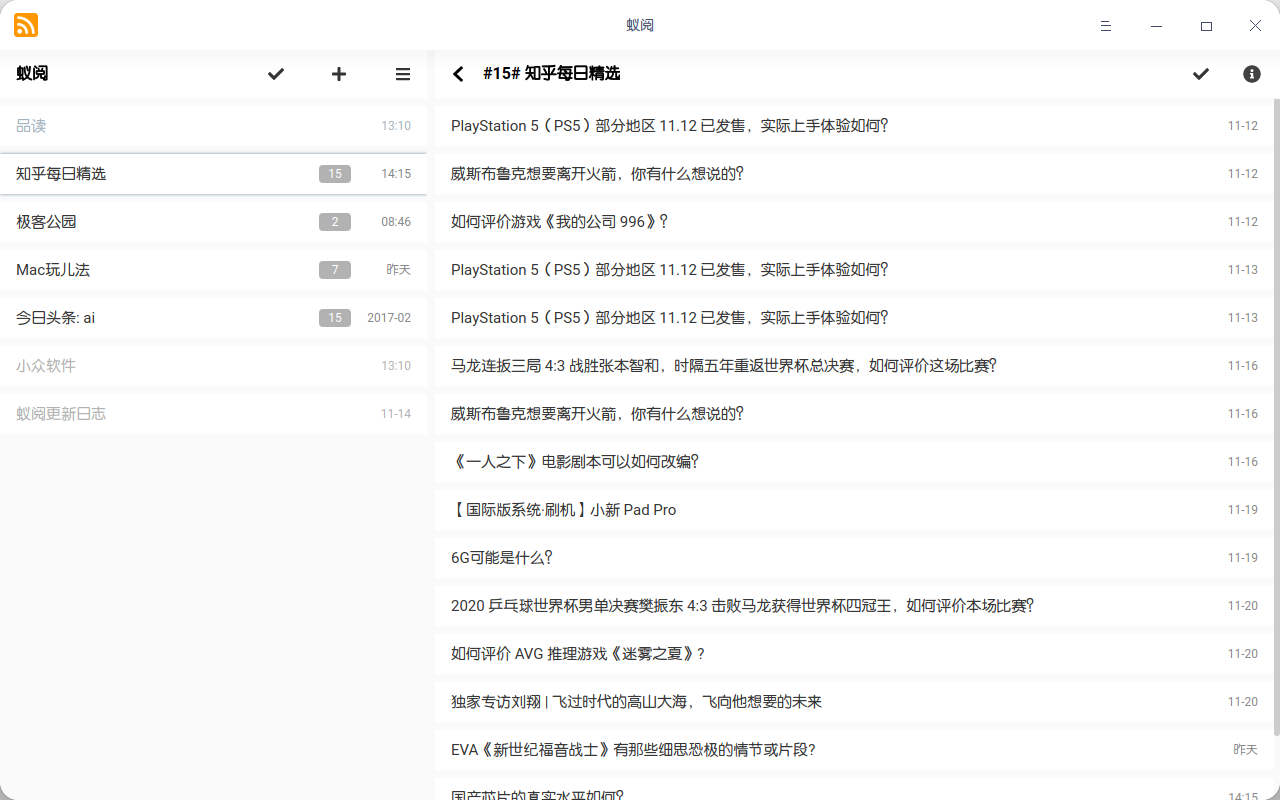 蚁阅
蚁阅
品读 13:10
知乎每日精选 15 14:15
极客公园 2 08:46
Mac玩儿法 7 昨天
今日头条: ai 15 2017-02
小众软件 13:10
蚁阅更新日志 11-14
#15# 知乎每日精选
PlayStation 5（PS5）部分地区 11.12 已发售，实际上手体验如何？ 11-12
威斯布鲁克想要离开火箭，你有什么想说的？ 11-12
如何评价游戏《我的公司 996》？ 11-12
PlayStation 5（PS5）部分地区 11.12 已发售，实际上手体验如何？ 11-13
PlayStation 5（PS5）部分地区 11.12 已发售，实际上手体验如何？ 11-13
马龙连扳三局 4:3 战胜张本智和，时隔五年重返世界杯总决赛，如何评价这场比赛？ 11-16
威斯布鲁克想要离开火箭，你有什么想说的？ 11-16
《一人之下》电影剧本可以如何改编？ 11-16
【国际版系统·刷机】小新 Pad Pro 11-19
6G可能是什么？ 11-19
2020 乒乓球世界杯男单决赛樊振东 4:3 击败马龙获得世界杯四冠王，如何评价本场比赛？ 11-20
如何评价 AVG 推理游戏《迷雾之夏》? 11-20
独家专访刘翔 | 飞过时代的高山大海，飞向他想要的未来 11-20
EVA《新世纪福音战士》有那些细思恐极的情节或片段? 昨天
国产芯片的真实水平如何？ 14:15